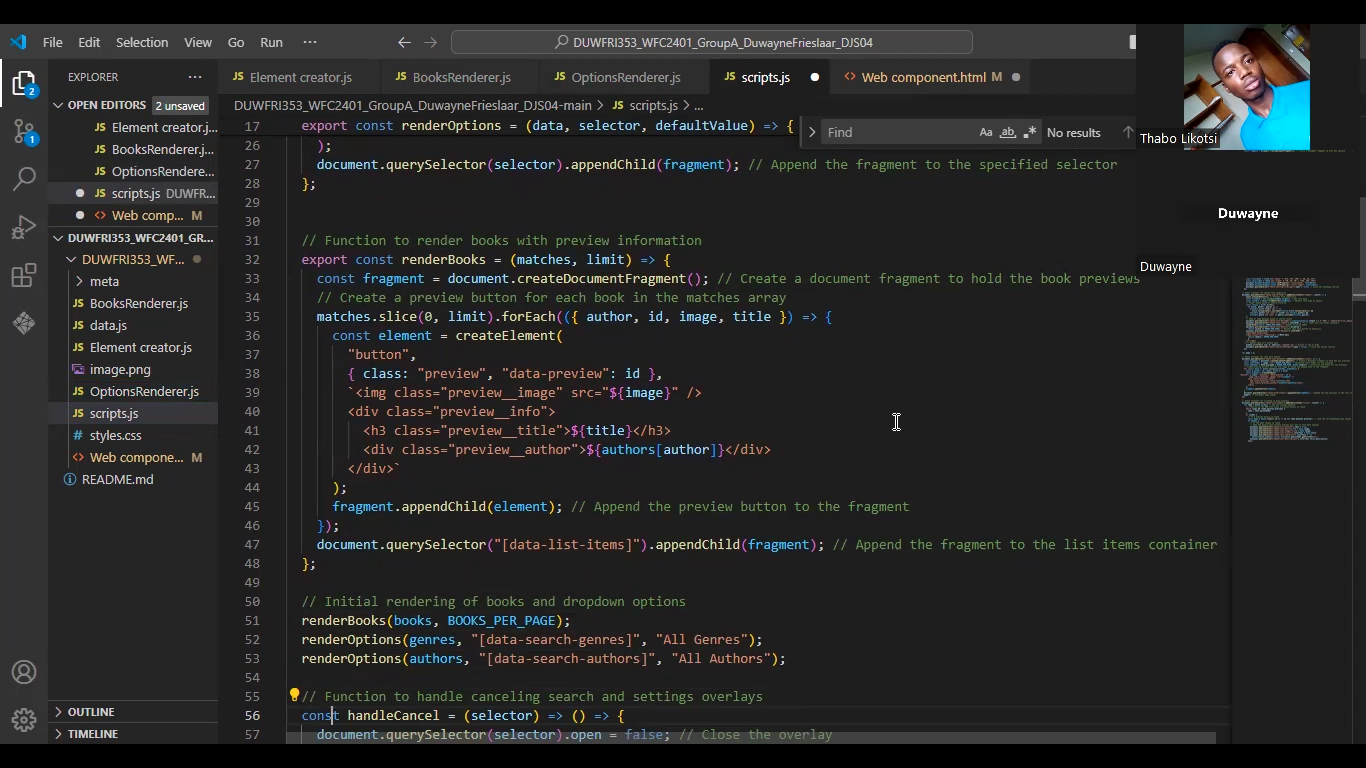 File Edit Selection View Go Run ···
DUWFRI353_WFC2401_GroupA_DuwayneFrieslaar_DJS04
EXPLORER ···
OPEN EDITORS 2 unsaved
JS Element creator.j...
JS BooksRenderer.j...
JS OptionsRendere...
JS scripts.js DUWFR...
<> Web comp... M
DUWFRI353_WFC2401_GR...
DUWFRI353_WF...
meta
JS BooksRenderer.js
JS data.js
JS Element creator.js
image.png
JS OptionsRenderer.js
JS scripts.js
# styles.css
<> Web compone... M
README.md
OUTLINE
TIMELINE
2
1
JS Element creator.js JS BooksRenderer.js JS OptionsRenderer.js JS scripts.js <> Web component.html M
DUWFRI353_WFC2401_GroupA_DuwayneFrieslaar_DJS04-main > JS scripts.js > ...
Find Aa ab No results
17 export const renderOptions = (data, selector, defaultValue) => {
26 );
27 document.querySelector(selector).appendChild(fragment); // Append the fragment to the specified selector
28 };
29
30
31 // Function to render books with preview information
32 export const renderBooks = (matches, limit) => {
33 const fragment = document.createDocumentFragment(); // Create a document fragment to hold the book previews
34 // Create a preview button for each book in the matches array
35 matches.slice(0, limit).forEach(({ author, id, image, title }) => {
36 const element = createElement(
37 "button",
38 { class: "preview", "data-preview": id },
39 `<img class="preview__image" src="${image}" />
40 <div class="preview__info">
41 <h3 class="preview__title">${title}</h3>
42 <div class="preview__author">${authors[author]}</div>
43 </div>`
44 );
45 fragment.appendChild(element); // Append the preview button to the fragment
46 });
47 document.querySelector("[data-list-items]").appendChild(fragment); // Append the fragment to the list items container
48 };
49
50 // Initial rendering of books and dropdown options
51 renderBooks(books, BOOKS_PER_PAGE);
52 renderOptions(genres, "[data-search-genres]", "All Genres");
53 renderOptions(authors, "[data-search-authors]", "All Authors");
54
55 // Function to handle canceling search and settings overlays
56 const handleCancel = (selector) => () => {
57 document.querySelector(selector).open = false; // Close the overlay
Thabo Likotsi
Duwayne
Duwayne